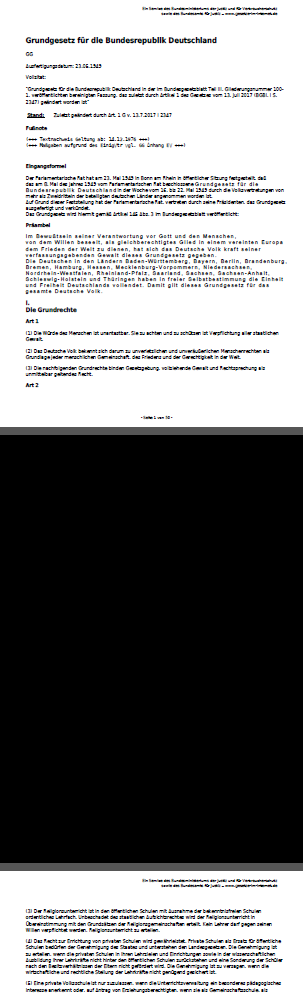 Ein Service des Bundesministeriums der Justiz und für Verbraucherschutz
sowie des Bundesamts für Justiz – www.gesetze-im-internet.de
Grundgesetz für die Bundesrepublik Deutschland
GG
Ausfertigungsdatum: 23.05.1949
Vollzitat:
"Grundgesetz für die Bundesrepublik Deutschland in der im Bundesgesetzblatt Teil III, Gliederungsnummer 100-
1, veröffentlichten bereinigten Fassung, das zuletzt durch Artikel 1 des Gesetzes vom 13. Juli 2017 (BGBl. I S.
2347) geändert worden ist"
Stand: Zuletzt geändert durch Art. 1 G v. 13.7.2017 I 2347
Fußnote
(+++ Textnachweis Geltung ab: 14.12.1976 +++)
(+++ Maßgaben aufgrund des EinigVtr vgl. GG Anhang EV +++)
Eingangsformel
Der Parlamentarische Rat hat am 23. Mai 1949 in Bonn am Rhein in öffentlicher Sitzung festgestellt, daß
das am 8. Mai des Jahres 1949 vom Parlamentarischen Rat beschlossene Grundgesetz für die
Bundesrepublik Deutschland in der Woche vom 16. bis 22. Mai 1949 durch die Volksvertretungen von
mehr als Zweidritteln der beteiligten deutschen Länder angenommen worden ist.
Auf Grund dieser Feststellung hat der Parlamentarische Rat, vertreten durch seine Präsidenten, das Grundgesetz
ausgefertigt und verkündet.
Das Grundgesetz wird hiermit gemäß Artikel 145 Abs. 3 im Bundesgesetzblatt veröffentlicht:
Präambel
Im Bewußtsein seiner Verantwortung vor Gott und den Menschen,
von dem Willen beseelt, als gleichberechtigtes Glied in einem vereinten Europa
dem Frieden der Welt zu dienen, hat sich das Deutsche Volk kraft seiner
verfassungsgebenden Gewalt dieses Grundgesetz gegeben.
Die Deutschen in den Ländern Baden-Württemberg, Bayern, Berlin, Brandenburg,
Bremen, Hamburg, Hessen, Mecklenburg-Vorpommern, Niedersachsen,
Nordrhein-Westfalen, Rheinland-Pfalz, Saarland, Sachsen, Sachsen-Anhalt,
Schleswig-Holstein und Thüringen haben in freier Selbstbestimmung die Einheit
und Freiheit Deutschlands vollendet. Damit gilt dieses Grundgesetz für das
gesamte Deutsche Volk.
I.
Die Grundrechte
Art 1
(1) Die Würde des Menschen ist unantastbar. Sie zu achten und zu schützen ist Verpflichtung aller staatlichen
Gewalt.
(2) Das Deutsche Volk bekennt sich darum zu unverletzlichen und unveräußerlichen Menschenrechten als
Grundlage jeder menschlichen Gemeinschaft, des Friedens und der Gerechtigkeit in der Welt.
(3) Die nachfolgenden Grundrechte binden Gesetzgebung, vollziehende Gewalt und Rechtsprechung als
unmittelbar geltendes Recht.
Art 2
- Seite 1 von 50 -
Ein Service des Bundesministeriums der Justiz und für Verbraucherschutz
sowie des Bundesamts für Justiz – www.gesetze-im-internet.de
(3) Der Religionsunterricht ist in den öffentlichen Schulen mit Ausnahme der bekenntnisfreien Schulen
ordentliches Lehrfach. Unbeschadet des staatlichen Aufsichtsrechtes wird der Religionsunterricht in
Übereinstimmung mit den Grundsätzen der Religionsgemeinschaften erteilt. Kein Lehrer darf gegen seinen
Willen verpflichtet werden, Religionsunterricht zu erteilen.
(4) Das Recht zur Errichtung von privaten Schulen wird gewährleistet. Private Schulen als Ersatz für öffentliche
Schulen bedürfen der Genehmigung des Staates und unterstehen den Landesgesetzen. Die Genehmigung ist
zu erteilen, wenn die privaten Schulen in ihren Lehrzielen und Einrichtungen sowie in der wissenschaftlichen
Ausbildung ihrer Lehrkräfte nicht hinter den öffentlichen Schulen zurückstehen und eine Sonderung der Schüler
nach den Besitzverhältnissen der Eltern nicht gefördert wird. Die Genehmigung ist zu versagen, wenn die
wirtschaftliche und rechtliche Stellung der Lehrkräfte nicht genügend gesichert ist.
(5) Eine private Volksschule ist nur zuzulassen, wenn die Unterrichtsverwaltung ein besonderes pädagogisches
Interesse anerkennt oder, auf Antrag von Erziehungsberechtigten, wenn sie als Gemeinschaftsschule, als